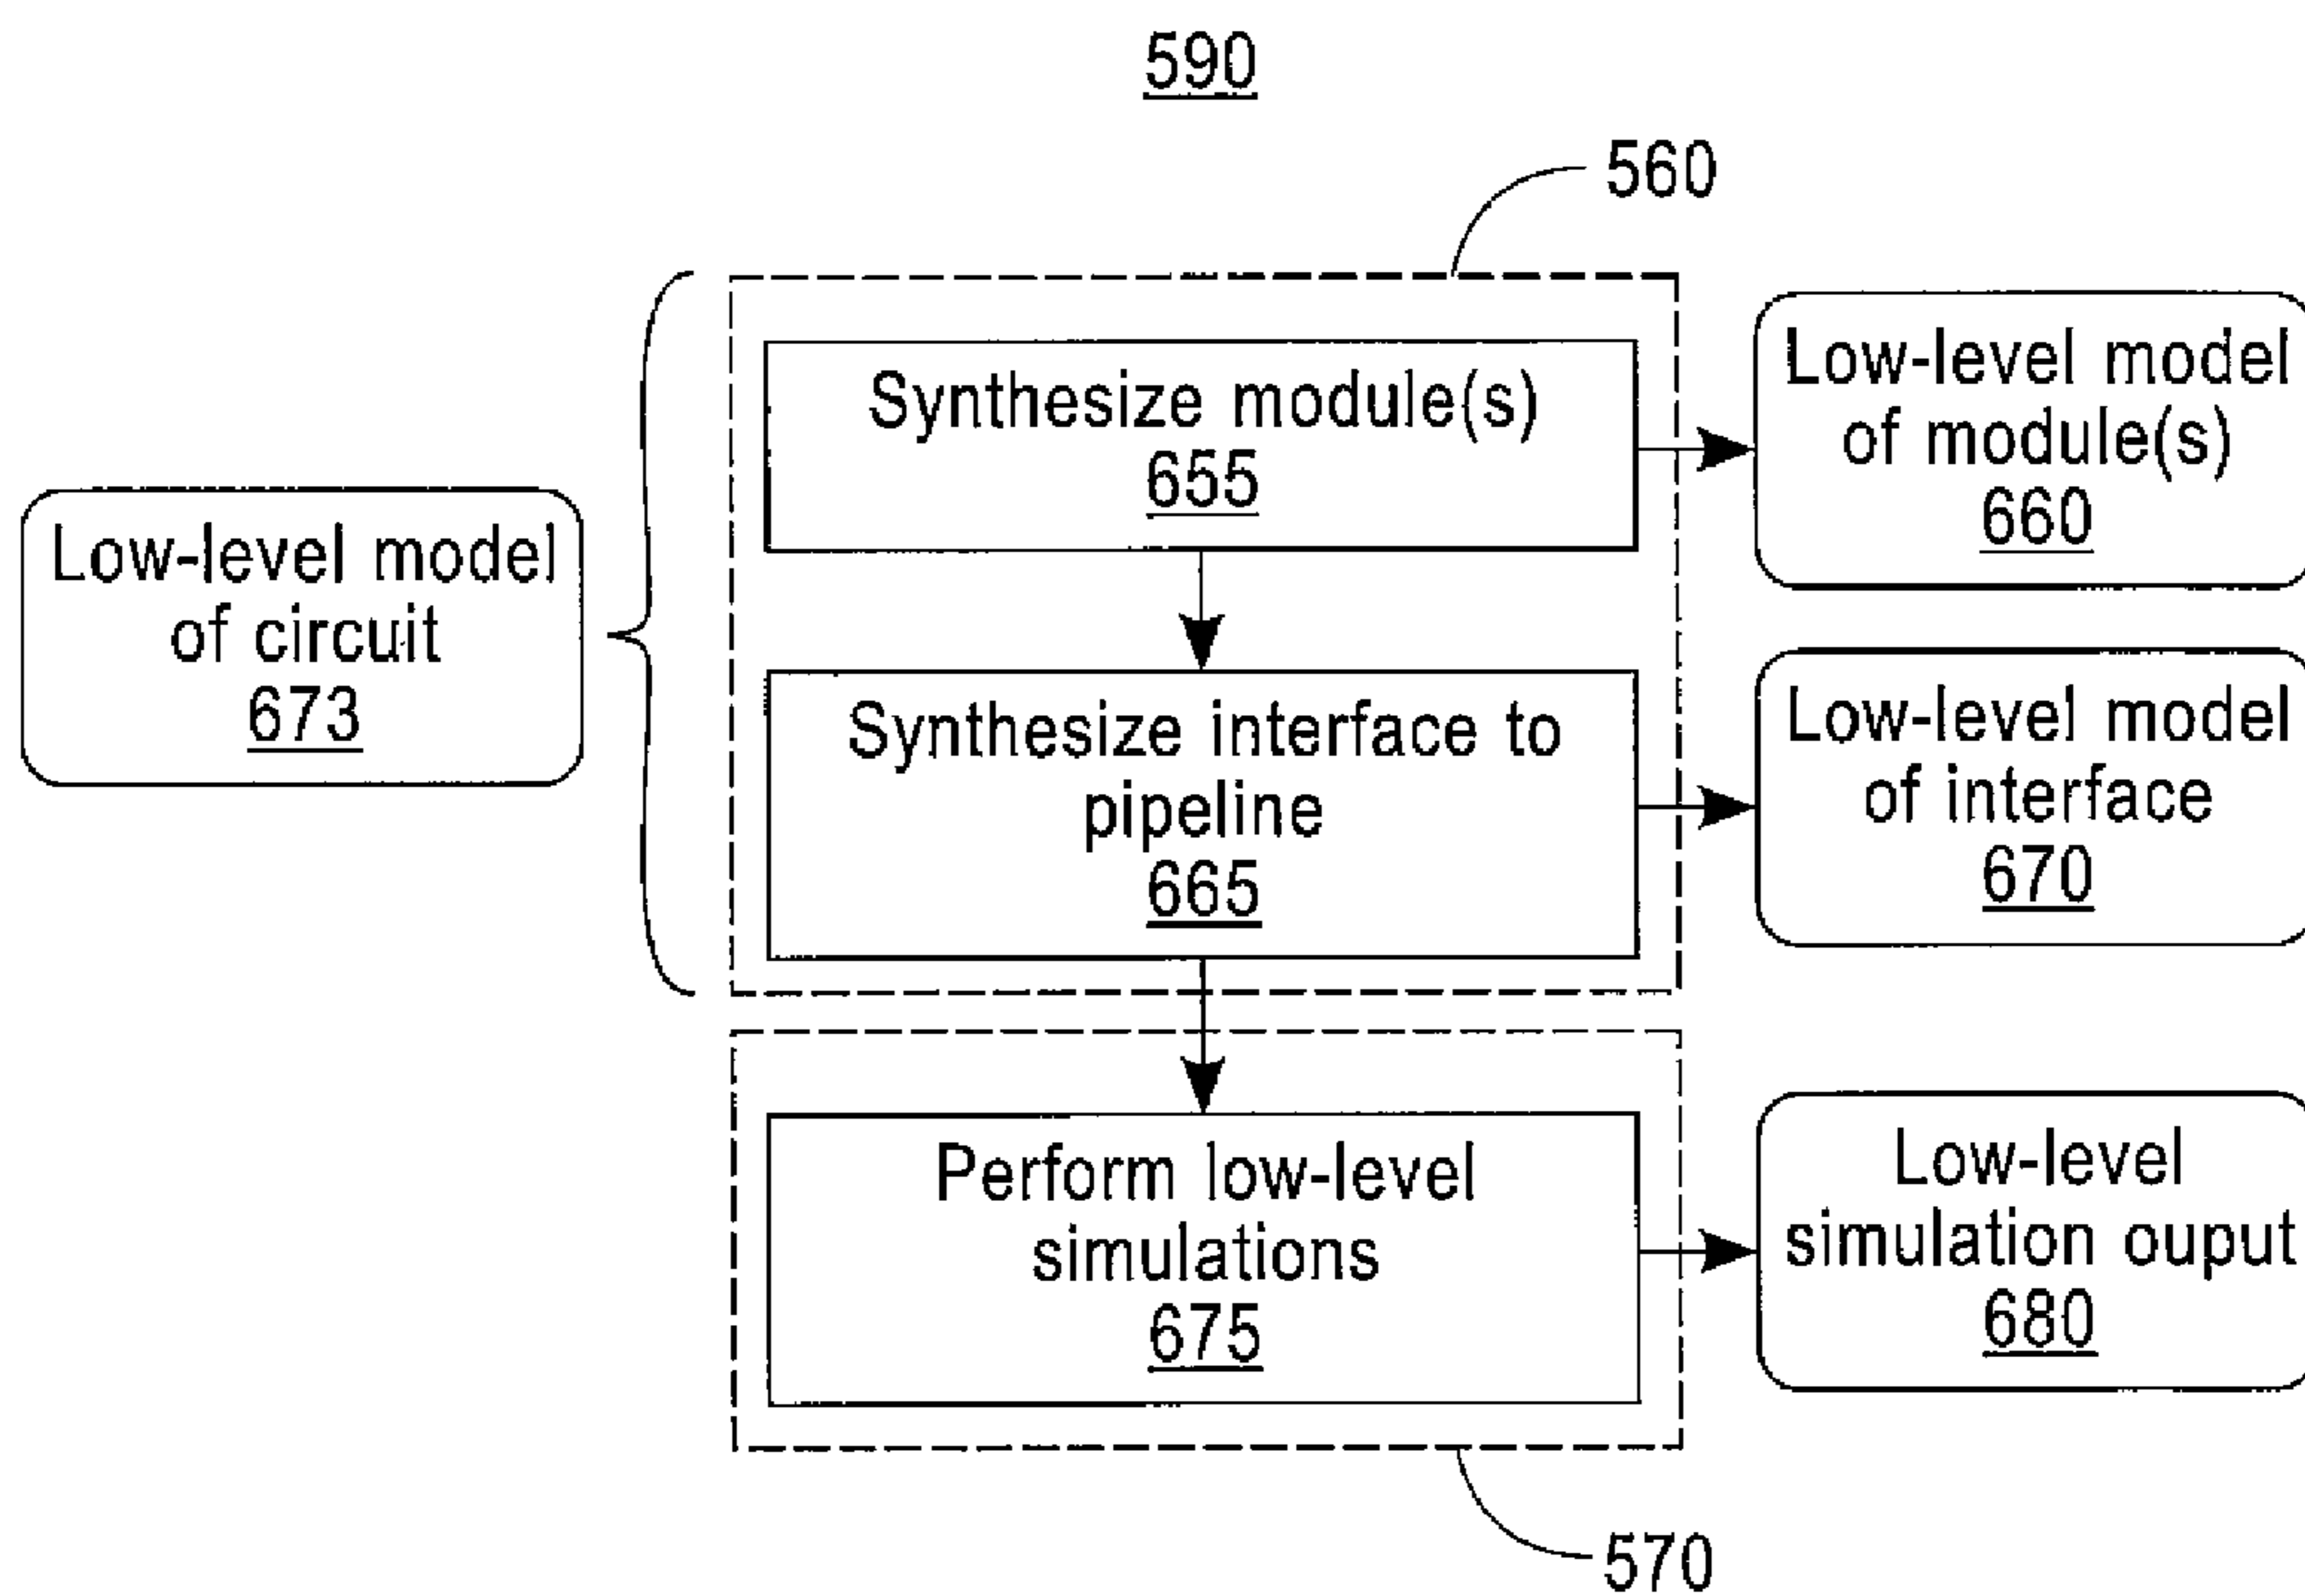 590
560
Synthesize module(s)
655
Low-level model
of module(s)
660
Low-level model
of circuit
673
Synthesize interface to
pipeline
665
Low-level model
of interface
670
Perform low-level
simulations
675
Low-level
simulation ouput
680
570